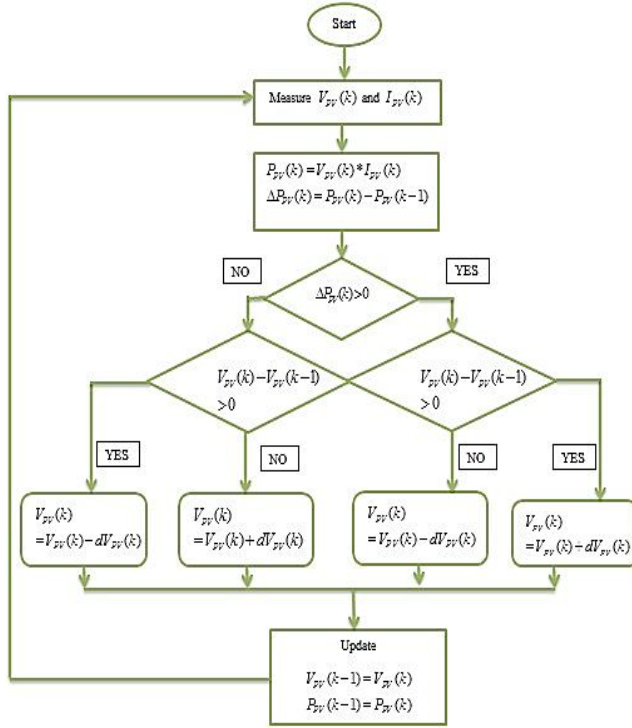 Start
Measure V_PV(k) and I_PV(k)
P_PV(k)=V_PV(k)*I_PV(k)
ΔP_PV(k)=P_PV(k)−P_PV(k−1)
NO
YES
ΔP_PV(k)>0
V_PV(k)−V_PV(k−1)
>0
V_PV(k)−V_PV(k−1)
>0
YES
NO
NO
YES
V_PV(k)
=V_PV(k)−dV_PV(k)
V_PV(k)
=V_PV(k)+dV_PV(k)
V_PV(k)
=V_PV(k)−dV_PV(k)
V_PV(k)
=V_PV(k)+dV_PV(k)
Update
V_PV(k−1)=V_PV(k)
P_PV(k−1)=P_PV(k)